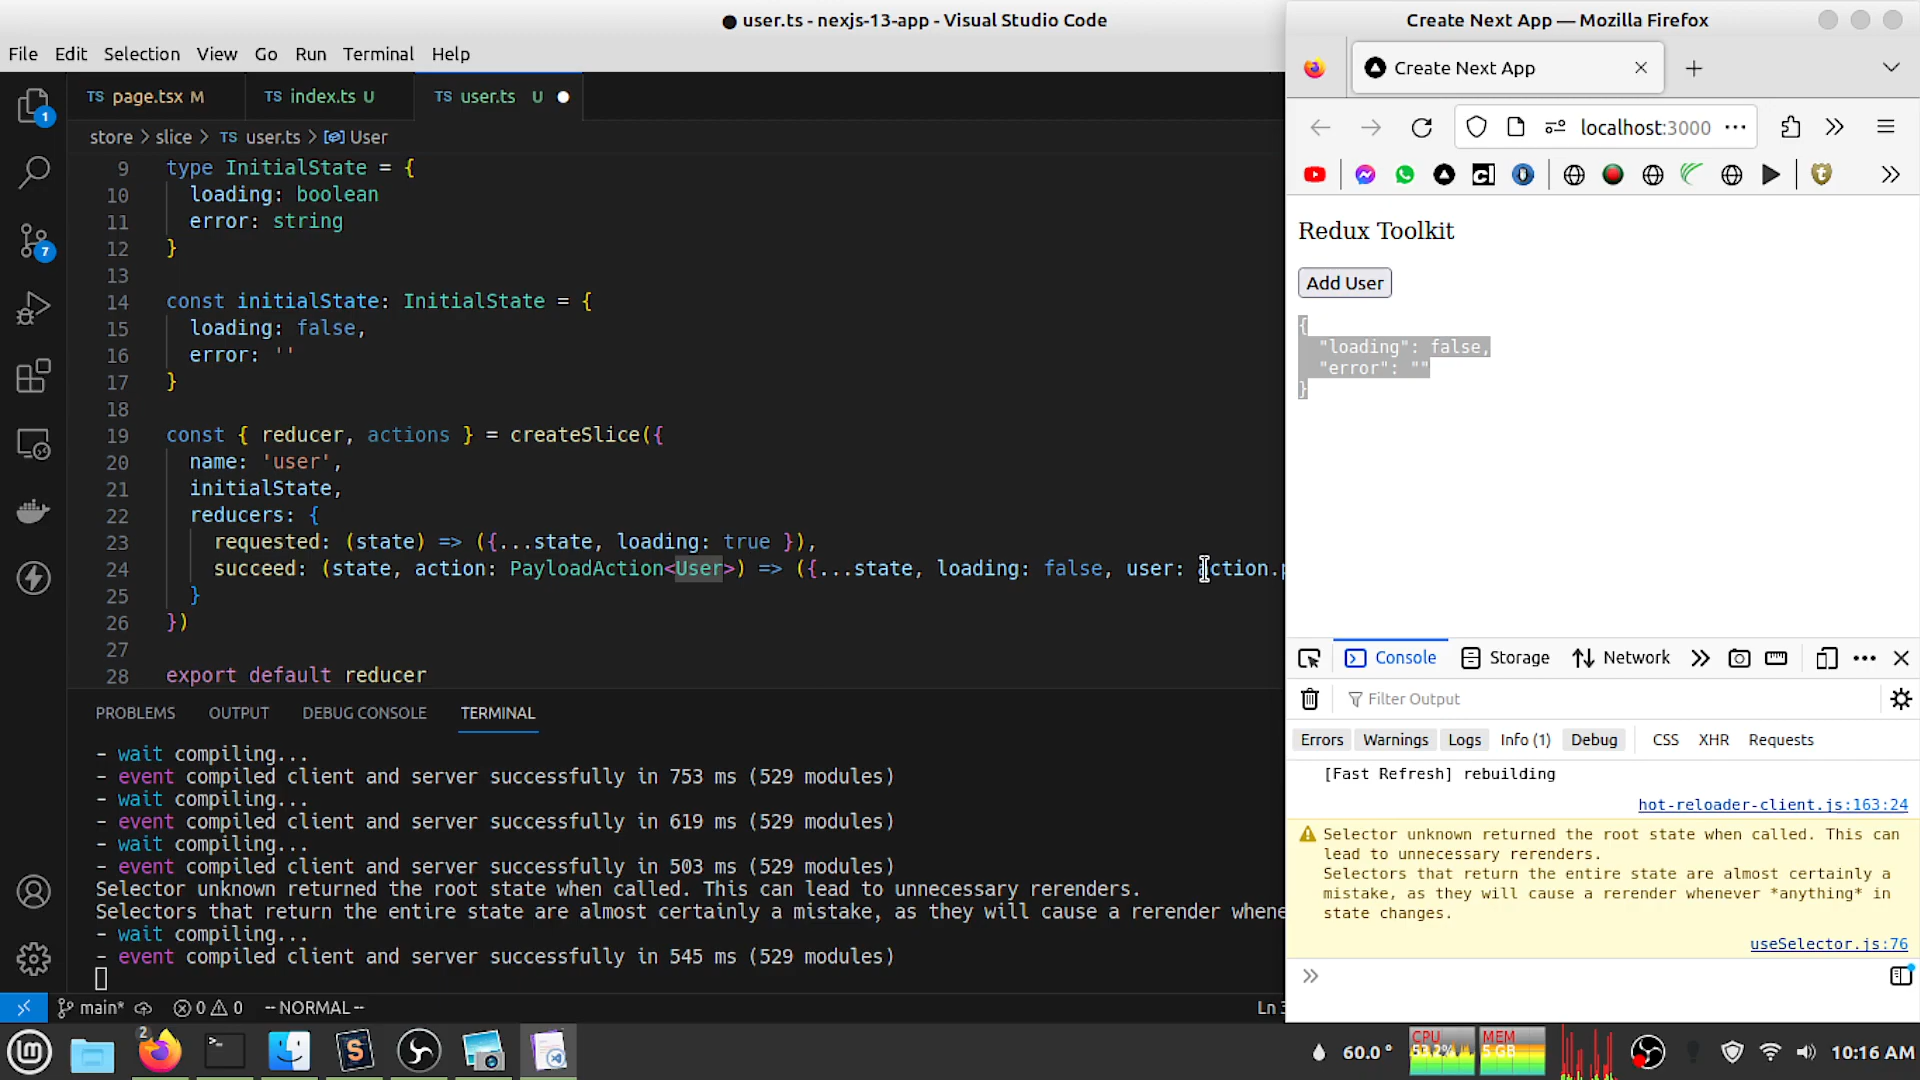 ● user.ts - nexjs-13-app - Visual Studio Code
File Edit Selection View Go Run Terminal Help
1
7
TS page.tsx M
TS index.ts U
TS user.ts U ●
store > slice > TS user.ts > User
9 type InitialState = {
10 loading: boolean
11 error: string
12 }
13
14 const initialState: InitialState = {
15 loading: false,
16 error: ''
17 }
18
19 const { reducer, actions } = createSlice({
20 name: 'user',
21 initialState,
22 reducers: {
23 requested: (state) => ({...state, loading: true }),
24 succeed: (state, action: PayloadAction<User>) => ({...state, loading: false, user: action.
25 }
26 })
27
28 export default reducer
PROBLEMS OUTPUT DEBUG CONSOLE TERMINAL
- wait compiling...
- event compiled client and server successfully in 753 ms (529 modules)
- wait compiling...
- event compiled client and server successfully in 619 ms (529 modules)
- wait compiling...
- event compiled client and server successfully in 503 ms (529 modules)
Selector unknown returned the root state when called. This can lead to unnecessary rerenders.
Selectors that return the entire state are almost certainly a mistake, as they will cause a rerender whene
- wait compiling...
- event compiled client and server successfully in 545 ms (529 modules)
main* 0 0 -- NORMAL -- Ln
Create Next App — Mozilla Firefox
Create Next App
localhost:3000
Redux Toolkit
Add User
{
"loading": false,
"error": ""
}
Console Storage Network
Filter Output
Errors Warnings Logs Info (1) Debug CSS XHR Requests
[Fast Refresh] rebuilding
hot-reloader-client.js:163:24
Selector unknown returned the root state when called. This can
lead to unnecessary rerenders.
Selectors that return the entire state are almost certainly a
mistake, as they will cause a rerender whenever *anything* in
state changes.
useSelector.js:76
2
60.0 °
CPU
MEM
5 GB
10:16 AM